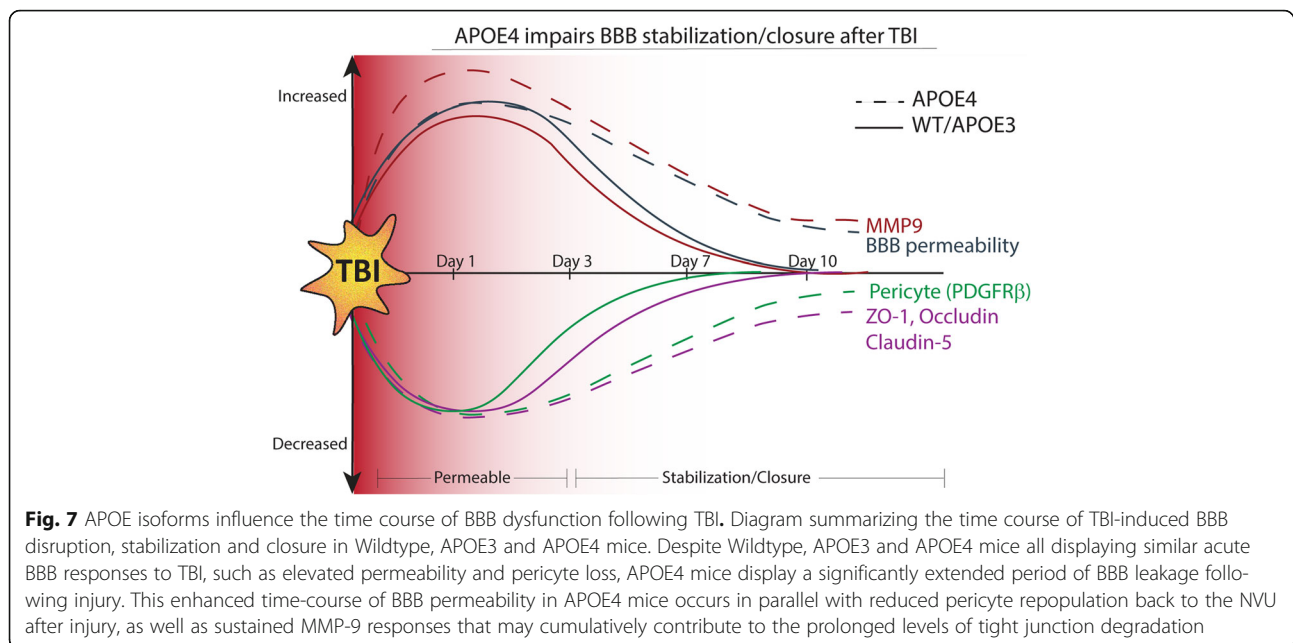 APOE4 impairs BBB stabilization/closure after TBI
Increased
APOE4
WT/APOE3
MMP9
BBB permeability
TBI
Day 1
Day 3
Day 7
Day 10
Pericyte (PDGFRβ)
ZO-1, Occludin
Claudin-5
Decreased
Permeable
Stabilization/Closure
Fig. 7 APOE isoforms influence the time course of BBB dysfunction following TBI. Diagram summarizing the time course of TBI-induced BBB
disruption, stabilization and closure in Wildtype, APOE3 and APOE4 mice. Despite Wildtype, APOE3 and APOE4 mice all displaying similar acute
BBB responses to TBI, such as elevated permeability and pericyte loss, APOE4 mice display a significantly extended period of BBB leakage follo-
wing injury. This enhanced time-course of BBB permeability in APOE4 mice occurs in parallel with reduced pericyte repopulation back to the NVU
after injury, as well as sustained MMP-9 responses that may cumulatively contribute to the prolonged levels of tight junction degradation